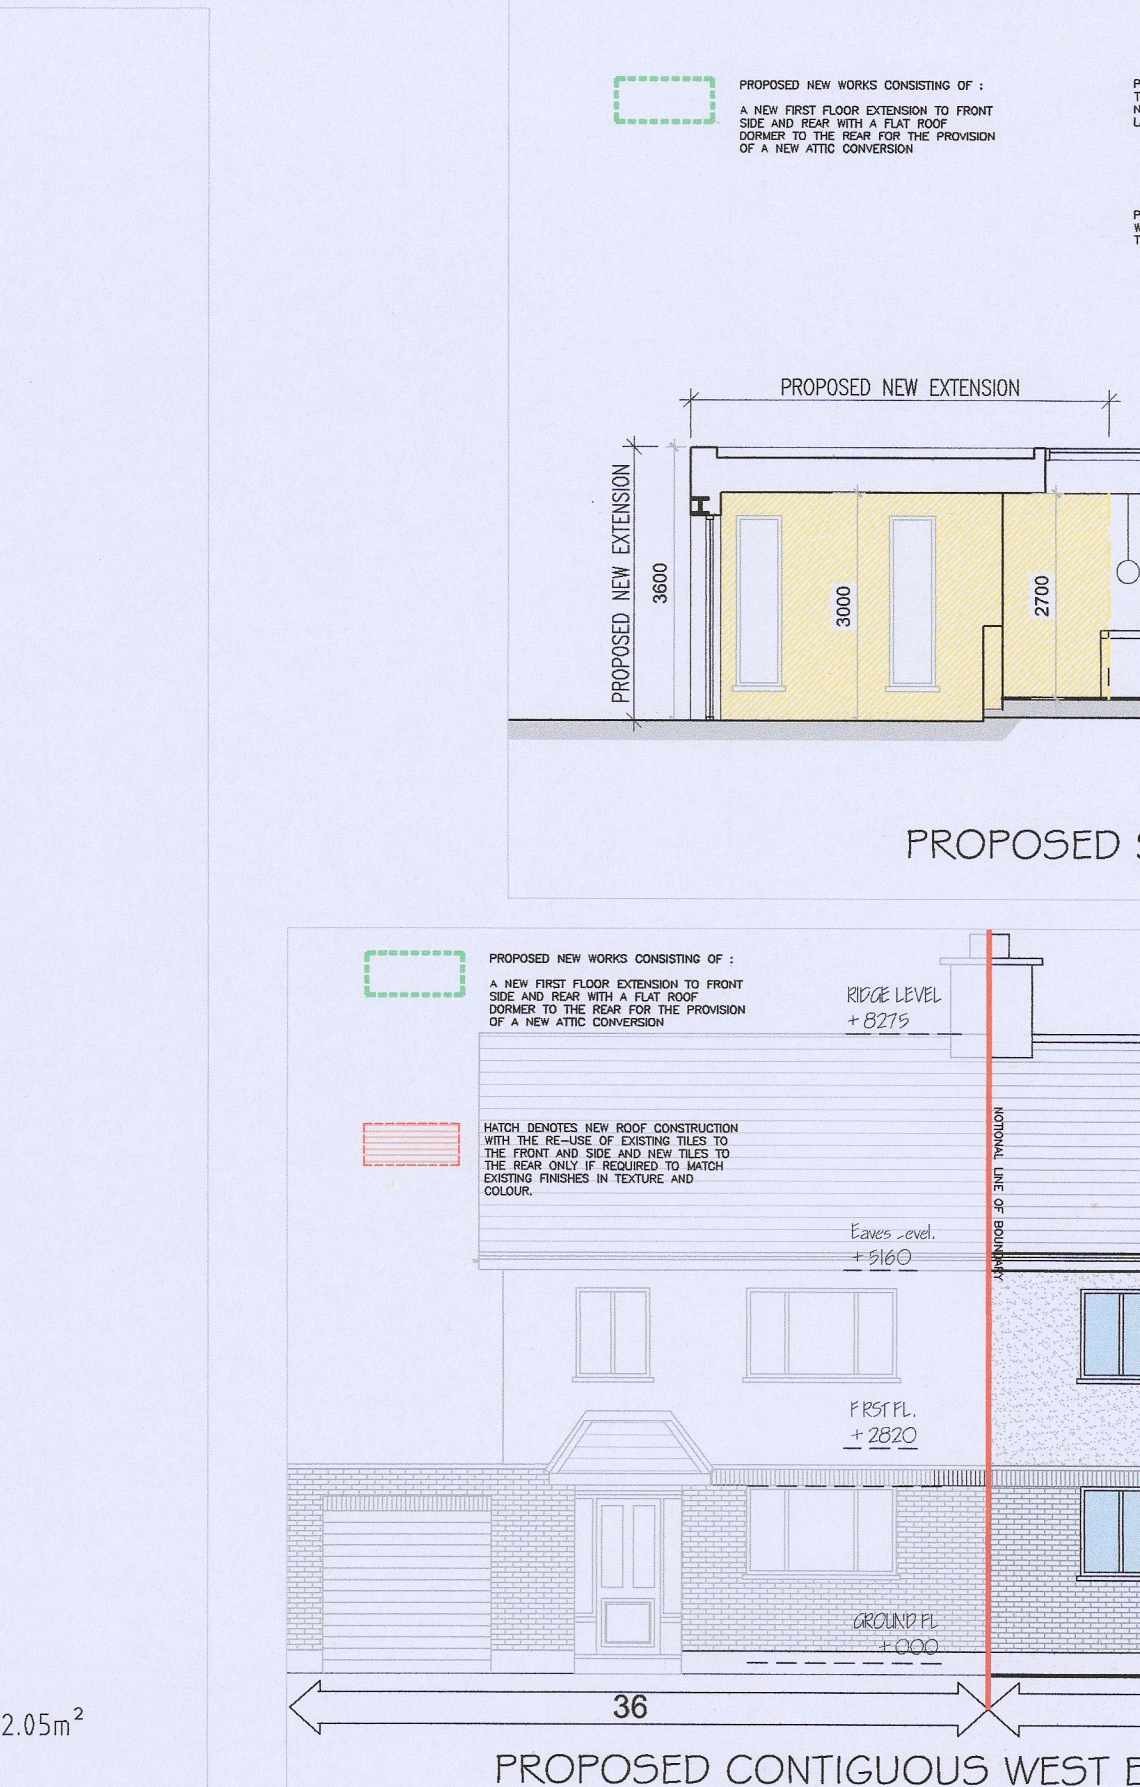 PROPOSED NEW WORKS CONSISTING OF :
A NEW FIRST FLOOR EXTENSION TO FRONT
SIDE AND REAR WITH A FLAT ROOF
DORMER TO THE REAR FOR THE PROVISION
OF A NEW ATTIC CONVERSION
PROPOSED NEW EXTENSION
PROPOSED NEW EXTENSION
3600
3000
2700
PROPOSED
PROPOSED NEW WORKS CONSISTING OF :
A NEW FIRST FLOOR EXTENSION TO FRONT
SIDE AND REAR WITH A FLAT ROOF
DORMER TO THE REAR FOR THE PROVISION
OF A NEW ATTIC CONVERSION
RIDGE LEVEL
+ 8275
HATCH DENOTES NEW ROOF CONSTRUCTION
WITH THE RE-USE OF EXISTING TILES TO
THE FRONT AND SIDE AND NEW TILES TO
THE REAR ONLY IF REQUIRED TO MATCH
EXISTING FINISHES IN TEXTURE AND
COLOUR.
NOTIONAL LINE OF BOUNDARY
Eaves Level.
+ 5160
FIRST FL.
+ 2820
GROUND FL
+ 000
36
2.05m²
PROPOSED CONTIGUOUS WEST